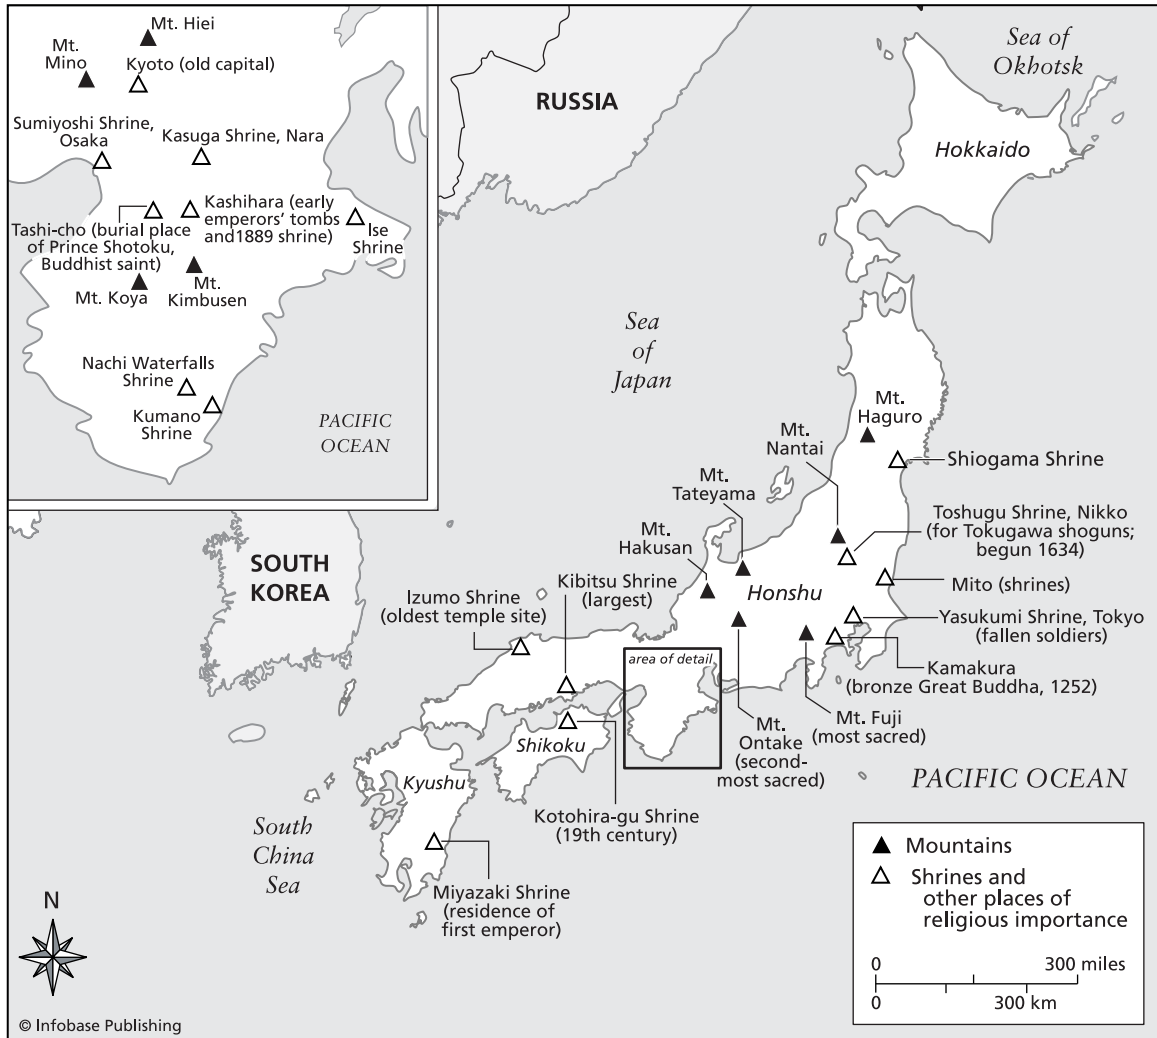 Mt. Hiei
Mt.
Mino
Kyoto (old capital)
Sumiyoshi Shrine,
Osaka
Kasuga Shrine, Nara
Kashihara (early
emperors' tombs
and1889 shrine)
Tashi-cho (burial place
of Prince Shotoku,
Buddhist saint)
Ise
Shrine
Mt. Koya
Mt.
Kimbusen
Nachi Waterfalls
Shrine
Kumano
Shrine
PACIFIC
OCEAN
RUSSIA
Sea of
Okhotsk
Hokkaido
Sea
of
Japan
Mt.
Haguro
Mt.
Nantai
Shiogama Shrine
Mt.
Tateyama
Toshugu Shrine, Nikko
(for Tokugawa shoguns;
begun 1634)
Mt.
Hakusan
SOUTH
KOREA
Kibitsu Shrine
(largest)
Izumo Shrine
(oldest temple site)
Honshu
Mito (shrines)
Yasukumi Shrine, Tokyo
(fallen soldiers)
area of detail
Kamakura
(bronze Great Buddha, 1252)
Mt. Fuji
(most sacred)
Mt.
Ontake
(second-
most sacred)
Shikoku
Kyushu
PACIFIC OCEAN
Kotohira-gu Shrine
(19th century)
South
China
Sea
Miyazaki Shrine
(residence of
first emperor)
N
Mountains
Shrines and
other places of
religious importance
0 300 miles
0 300 km
© Infobase Publishing